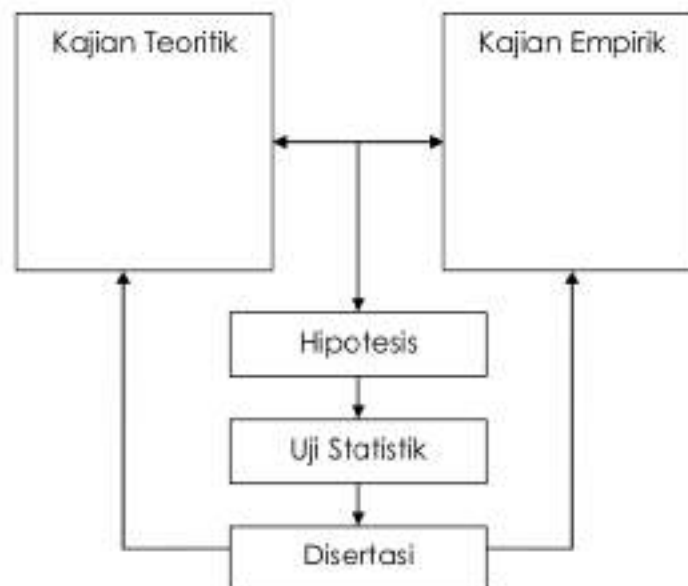 Kajian Teoritik
Kajian Empirik
Hipotesis
Uji Statistik
Disertasi